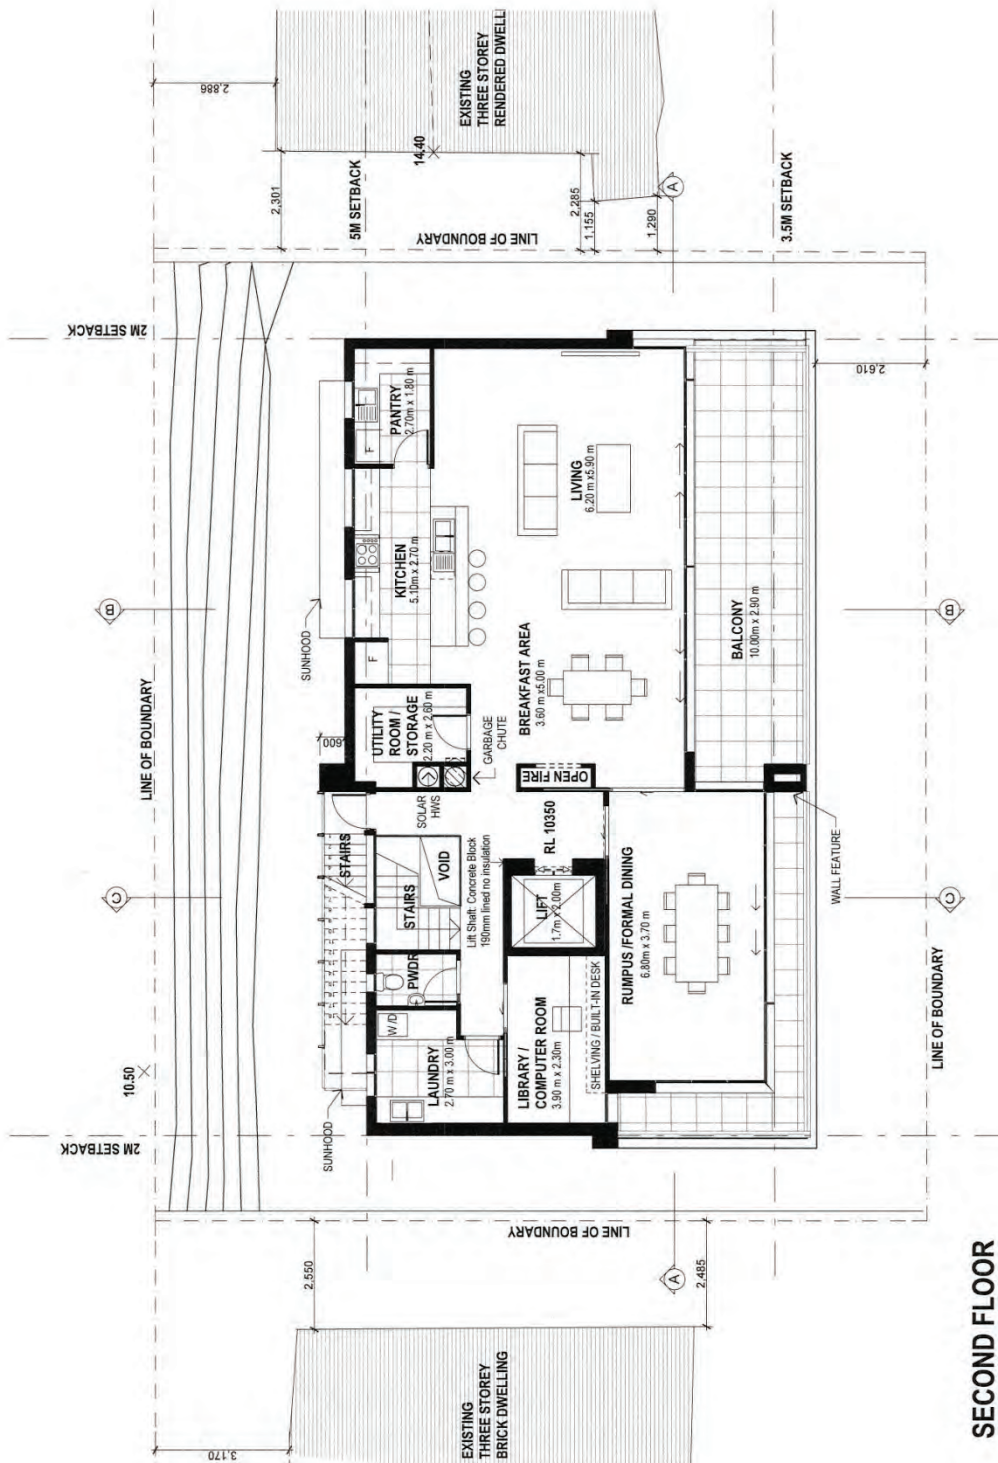 EXISTING
THREE STOREY
BRICK DWELLING
3,170
2,550
2,485
EXISTING
THREE STOREY
RENDERED DWELL
2,886
2,301
14.40
2,285
1,155
1,290
A
A
5M SETBACK
3.5M SETBACK
LINE OF BOUNDARY
LINE OF BOUNDARY
LINE OF BOUNDARY
LINE OF BOUNDARY
2M SETBACK
2M SETBACK
10.50
B
B
C
C
SUNHOOD
SUNHOOD
600
2,610
STAIRS
STAIRS
VOID
PWDR
W/D
LAUNDRY
2.70 m x 3.00 m
LIBRARY /
COMPUTER ROOM
3.90 m x 2.30m
SHELVING / BUILT-IN DESK
LIFT
1.7m x 2.00m
Lift Shaft: Concrete Block
190mm lined no insulation
RL 10350
OPEN FIRE
SOLAR
HWS
GARBAGE
CHUTE
UTILITY
ROOM /
STORAGE
2.20 m x 2.60 m
F
KITCHEN
5.10m x 2.70 m
F
PANTRY
2.70m x 1.80 m
BREAKFAST AREA
3.60 m x5.00 m
LIVING
6.20 m x5.90 m
BALCONY
10.00m x 2.90 m
RUMPUS /FORMAL DINING
6.80m x 3.70 m
WALL FEATURE
SECOND FLOOR